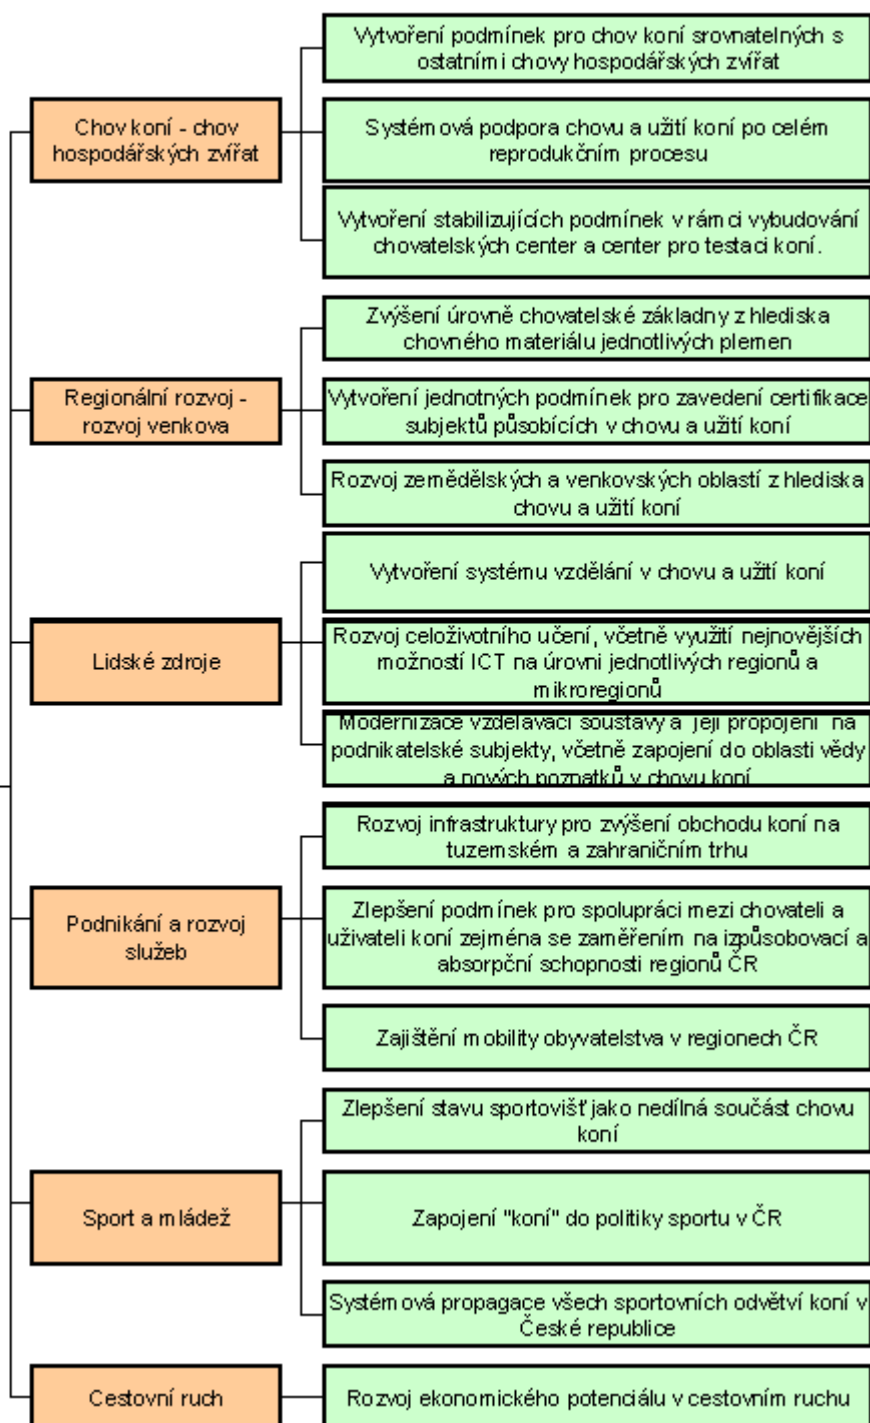 Chov koní - chov
hospodářských zvířat
Vytvoření podmínek pro chov koní srovnatelných s
ostatními chovy hospodářských zvířat
Systémová podpora chovu a užití koní po celém
reprodukčním procesu
Vytvoření stabilizujících podmínek v rámci vybudování
chovatelských center a center pro testaci koní.
Regionální rozvoj -
rozvoj venkova
Zvýšení úrovně chovatelské základny z hlediska
chovného materiálu jednotlivých plemen
Vytvoření jednotných podmínek pro zavedení certifikace
subjektů působících v chovu a užití koní
Rozvoj zemědělských a venkovských oblastí z hlediska
chovu a užití koní
Lidské zdroje
Vytvoření systému vzdělání v chovu a užití koní
Rozvoj celoživotního učení, včetně využití nejnovějších
možností ICT na úrovni jednotlivých regionů a
mikroregionů
Modernizace vzdělávací soustavy a její propojení na
podnikatelské subjekty, včetně zapojení do oblasti vědy
a nových poznatků v chovu koní
Podnikání a rozvoj
služeb
Rozvoj infrastruktury pro zvýšení obchodu koní na
tuzemském a zahraničním trhu
Zlepšení podmínek pro spolupráci mezi chovateli a
uživateli koní zejména se zaměřením na izpůsobovací a
absorpční schopnosti regionů ČR
Zajištění mobility obyvatelstva v regionech ČR
Sport a mládež
Zlepšení stavu sportovišť jako nedílná součást chovu
koní
Zapojení "koní" do politiky sportu v ČR
Systémová propagace všech sportovních odvětví koní v
České republice
Cestovní ruch
Rozvoj ekonomického potenciálu v cestovním ruchu